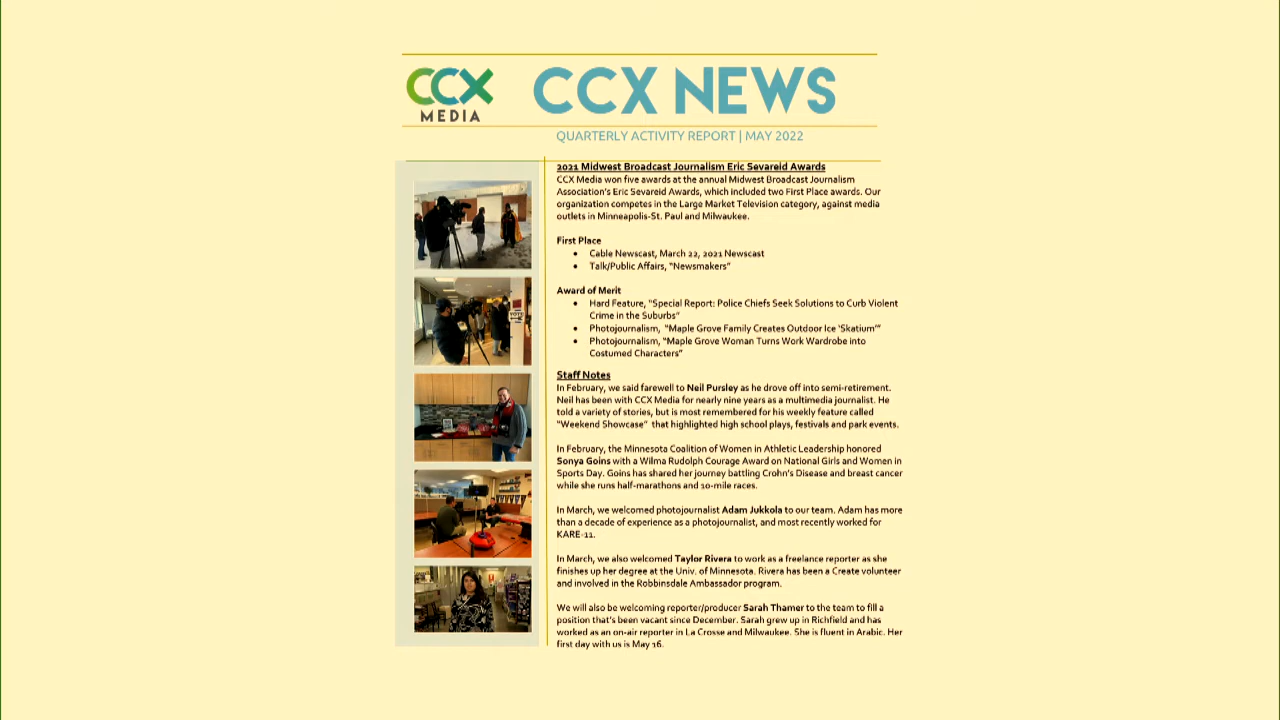 CCX
MEDIA
CCX NEWS
QUARTERLY ACTIVITY REPORT | MAY 2022
2021 Midwest Broadcast Journalism Eric Sevareid Awards
CCX Media won five awards at the annual Midwest Broadcast Journalism
Association's Eric Sevareid Awards, which included two First Place awards. Our
organization competes in the Large Market Television category, against media
outlets in Minneapolis-St. Paul and Milwaukee.
First Place
• Cable Newscast, March 22, 2021 Newscast
• Talk/Public Affairs, "Newsmakers"
Award of Merit
• Hard Feature, "Special Report: Police Chiefs Seek Solutions to Curb Violent
Crime in the Suburbs"
• Photojournalism, "Maple Grove Family Creates Outdoor Ice 'Skatium'"
• Photojournalism, "Maple Grove Woman Turns Work Wardrobe into
Costumed Characters"
Staff Notes
In February, we said farewell to Neil Pursley as he drove off into semi-retirement.
Neil has been with CCX Media for nearly nine years as a multimedia journalist. He
told a variety of stories, but is most remembered for his weekly feature called
"Weekend Showcase" that highlighted high school plays, festivals and park events.
In February, the Minnesota Coalition of Women in Athletic Leadership honored
Sonya Goins with a Wilma Rudolph Courage Award on National Girls and Women in
Sports Day. Goins has shared her journey battling Crohn's Disease and breast cancer
while she runs half-marathons and 10-mile races.
In March, we welcomed photojournalist Adam Jukkola to our team. Adam has more
than a decade of experience as a photojournalist, and most recently worked for
KARE-11.
In March, we also welcomed Taylor Rivera to work as a freelance reporter as she
finishes up her degree at the Univ. of Minnesota. Rivera has been a Create volunteer
and involved in the Robbinsdale Ambassador program.
We will also be welcoming reporter/producer Sarah Thamer to the team to fill a
position that's been vacant since December. Sarah grew up in Richfield and has
worked as an on-air reporter in La Crosse and Milwaukee. She is fluent in Arabic. Her
first day with us is May 16.